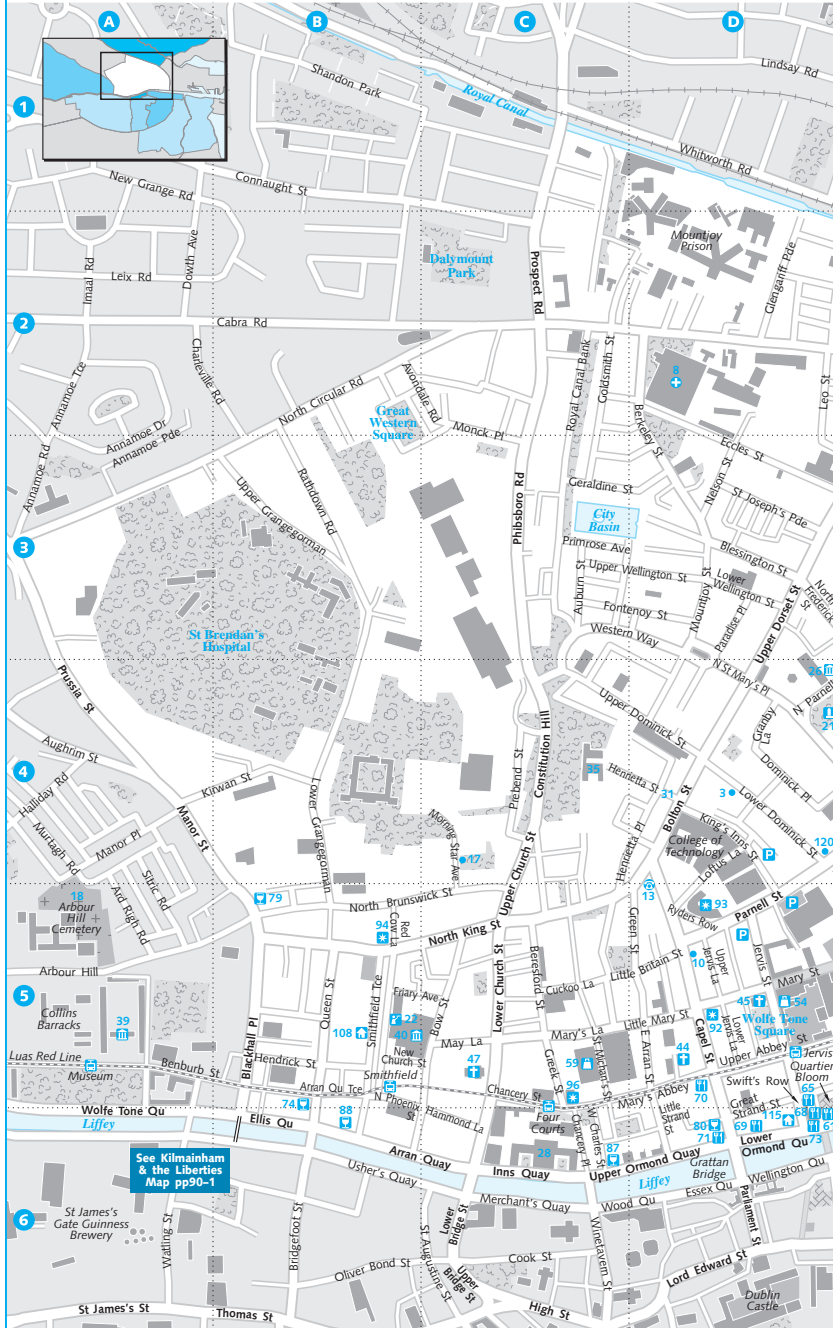 A
B
C
D
1
Shandon Park
Royal Canal
Lindsay Rd
Whitworth Rd
New Grange Rd
Connaught St
Mountjoy
Prison
Imaal Rd
Leix Rd
Dowth Ave
Dalymount
Park
Prospect Rd
Glengariff Pde
2
Cabra Rd
Charleville Rd
Annamoe Tce
Annamoe Dr
Annamoe Pde
Annamoe Rd
North Circular Rd
Avondale Rd
Great
Western
Square
Monck Pl
Royal Canal Bank
Goldsmith St
8
Berkeley St
Leo St
Eccles St
Nelson St
St Joseph's Pde
Rathdown Rd
Upper Grangegorman
Phibsboro Rd
Geraldine St
City
Basin
3
Primrose Ave
Blessington St
Upper Wellington St
Lower
Wellington St
Auburn St
Fontenoy St
Mountjoy St
Paradise Pl
Upper Dorset St
North
Frederick St
Western Way
St Brendan's
Hospital
N St Mary's Pl
26
N Parnell
21
Granby
La
Prussia St
Upper Dominick St
Constitution Hill
Prebend St
35
Henrietta St
31
3
Dominick Pl
Lower Dominick St
4
Aughrim St
Halladay Rd
Kirwan St
Lower Grangegorman
Manor St
Murtagh Rd
Manor Pl
Sitric Rd
Ard Righ Rd
Morning Star Ave
17
Upper Church St
Henrietta Pl
Bolton St
King's Inns St
College of
Technology
Loftus La
P
120
18
Arbour
Hill
Cemetery
79
North Brunswick St
13
93
Ryders Row
Parnell St
P
94
Red
Cow La
North King St
Green St
P
10
Arbour Hill
Queen St
Smithfield Tce
Friary Ave
Bow St
Lower Church St
Beresford St
Cuckoo La
Little Britain St
Upper
Jervis La
Jervis St
Mary St
5
Collins
Barracks
39
108
22
40
New
Church St
May La
47
Mary's La
Little Mary St
45
54
92
Lower
Jervis La
Wolfe Tone
Square
Blackhall Pl
Hendrick St
59
St Michan's St
E Arran St
44
Capel St
Upper Abbey St
Luas Red Line
Museum
Benburb St
Arran Qu Tce
Smithfield
Chancery St
Greek St
96
Mary's Abbey
70
Jervis
Quartier
Bloom
Swift's Row
65
Wolfe Tone Qu
74
88
N Phoenix St
Hammond La
Four
Courts
Chancery Pl
W Charles St
Little
Strand St
Great
Strand St
115
68
69
61
Ellis Qu
Liffey
Arran Quay
Inns Quay
28
87
Upper Ormond Quay
80
71
Lower
Ormond Qu
73
See Kilmainham
& the Liberties
Map pp90–1
Usher's Quay
Merchant's Quay
Liffey
Wood Qu
Grattan
Bridge
Essex Qu
Wellington Qu
6
St James's
Gate Guinness
Brewery
Watling St
Bridgefoot St
Lower
Bridge St
Winetavern St
Parliament St
Oliver Bond St
St Augustine St
Upper
Bridge St
Cook St
Lord Edward St
Dublin
Castle
St James's St
Thomas St
High St